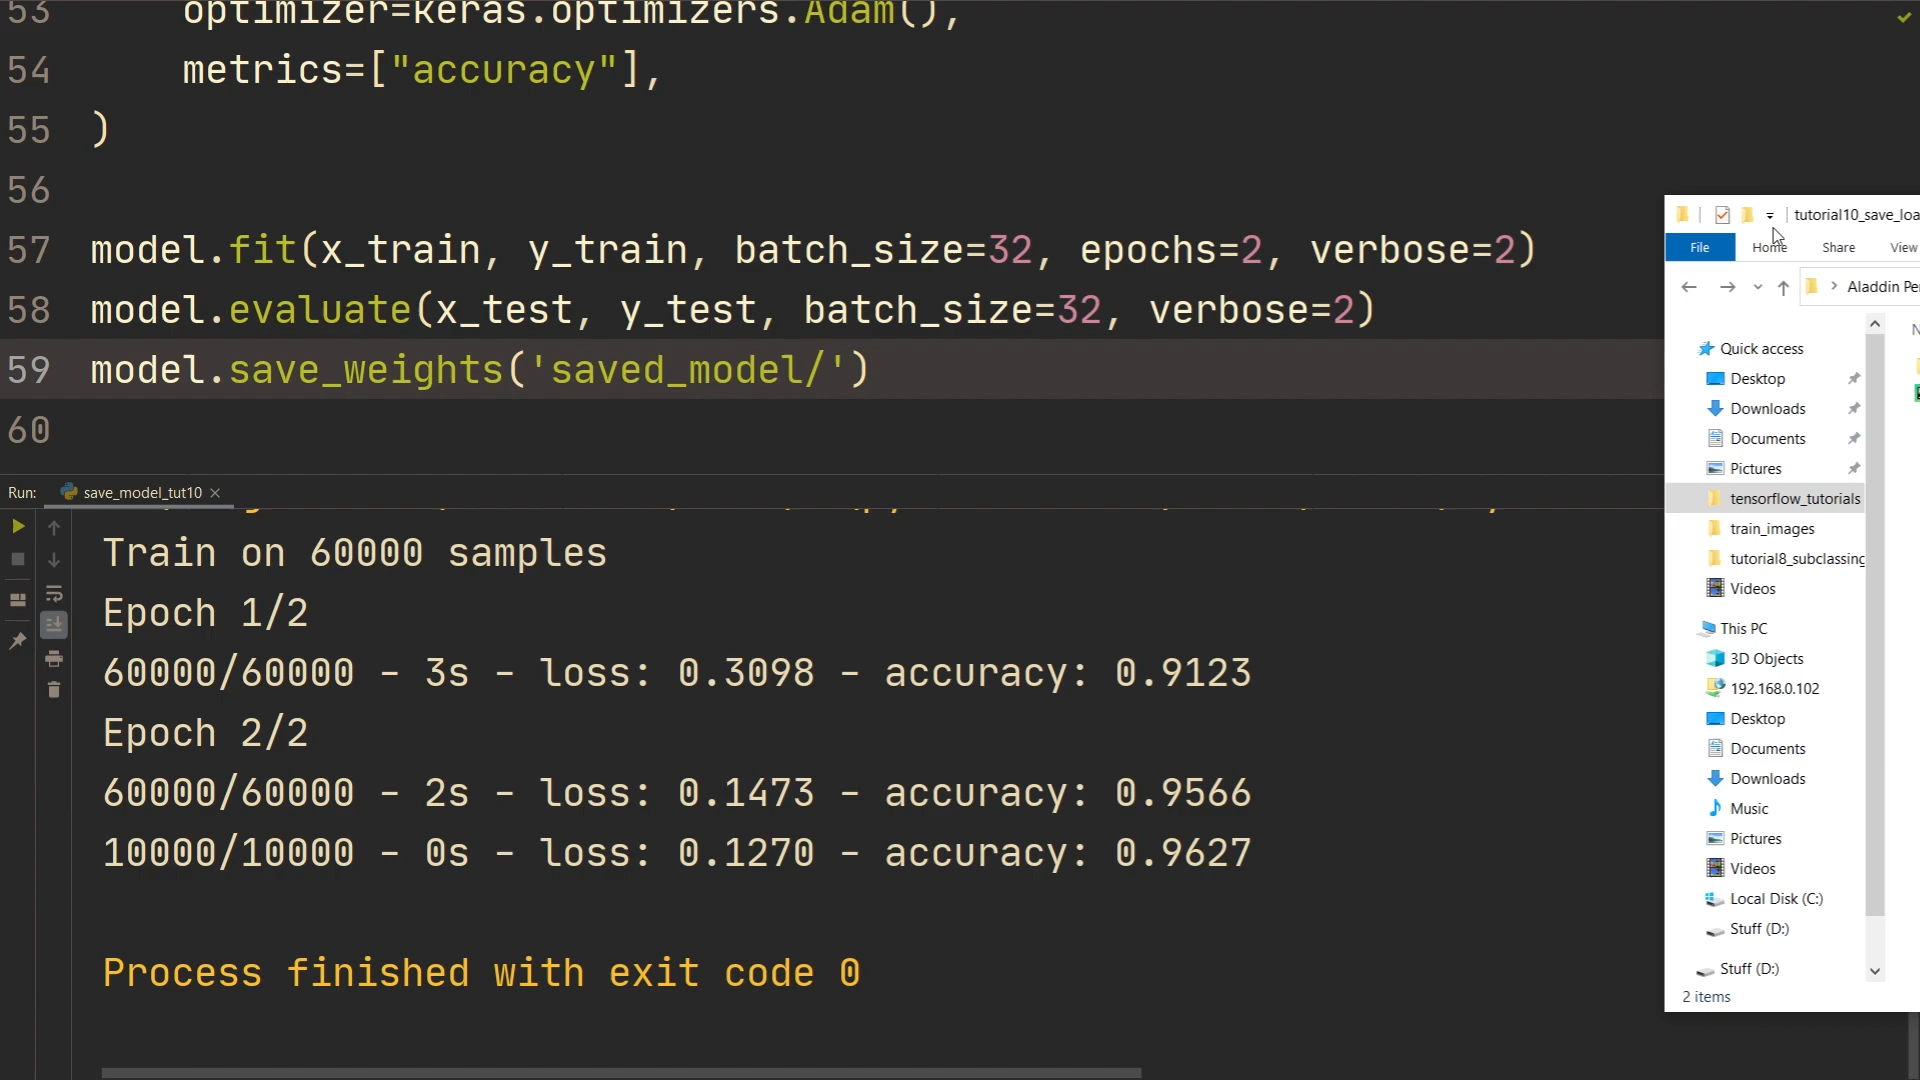 53 optimizer=keras.optimizers.Adam(),
54 metrics=["accuracy"],
55 )
56
57 model.fit(x_train, y_train, batch_size=32, epochs=2, verbose=2)
58 model.evaluate(x_test, y_test, batch_size=32, verbose=2)
59 model.save_weights('saved_model/')
60
Run: save_model_tut10
Train on 60000 samples
Epoch 1/2
60000/60000 - 3s - loss: 0.3098 - accuracy: 0.9123
Epoch 2/2
60000/60000 - 2s - loss: 0.1473 - accuracy: 0.9566
10000/10000 - 0s - loss: 0.1270 - accuracy: 0.9627
Process finished with exit code 0
tutorial10_save_loa
File Home Share View
Aladdin Pe
Quick access
Desktop
Downloads
Documents
Pictures
tensorflow_tutorials
train_images
tutorial8_subclassing
Videos
This PC
3D Objects
192.168.0.102
Desktop
Documents
Downloads
Music
Pictures
Videos
Local Disk (C:)
Stuff (D:)
Stuff (D:)
2 items